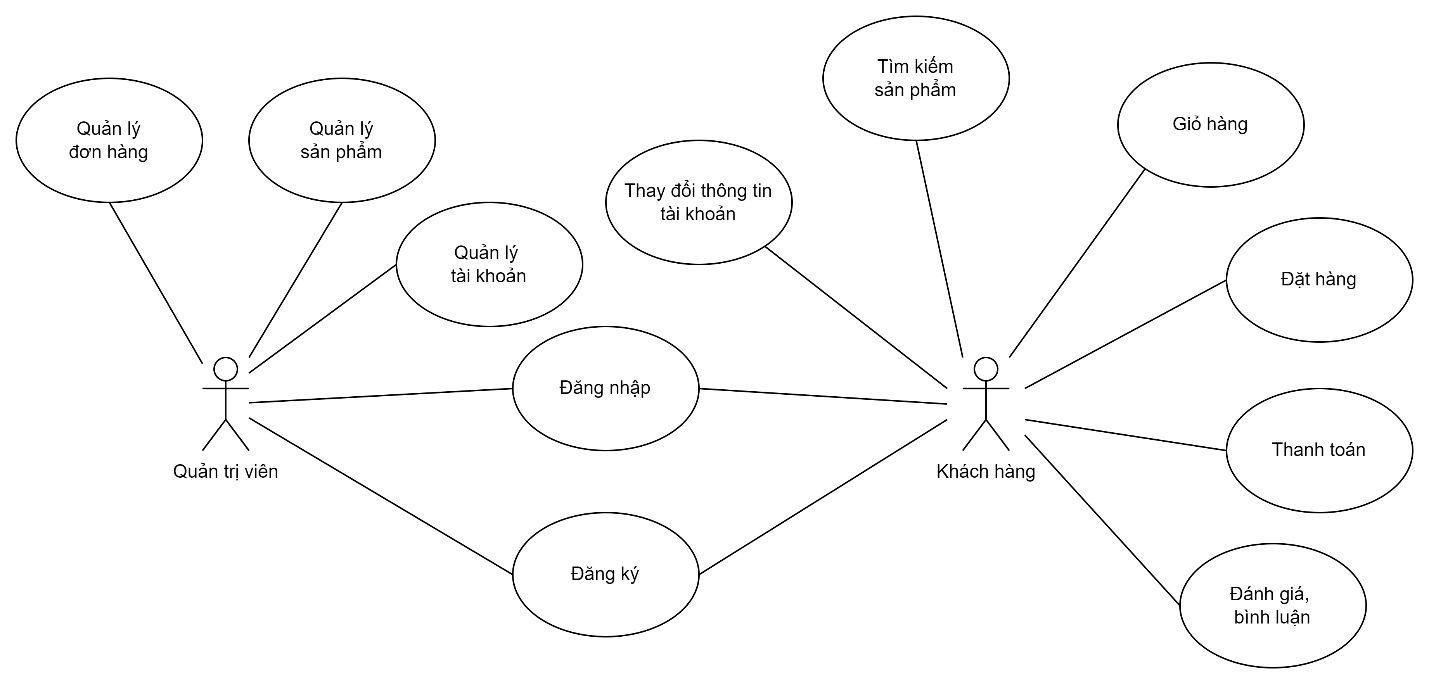 Tìm kiếm
sản phẩm
Quản lý
đơn hàng
Quản lý
sản phẩm
Giỏ hàng
Thay đổi thông tin
tài khoản
Quản lý
tài khoản
Đặt hàng
Đăng nhập
Quản trị viên
Khách hàng
Thanh toán
Đăng ký
Đánh giá,
bình luận